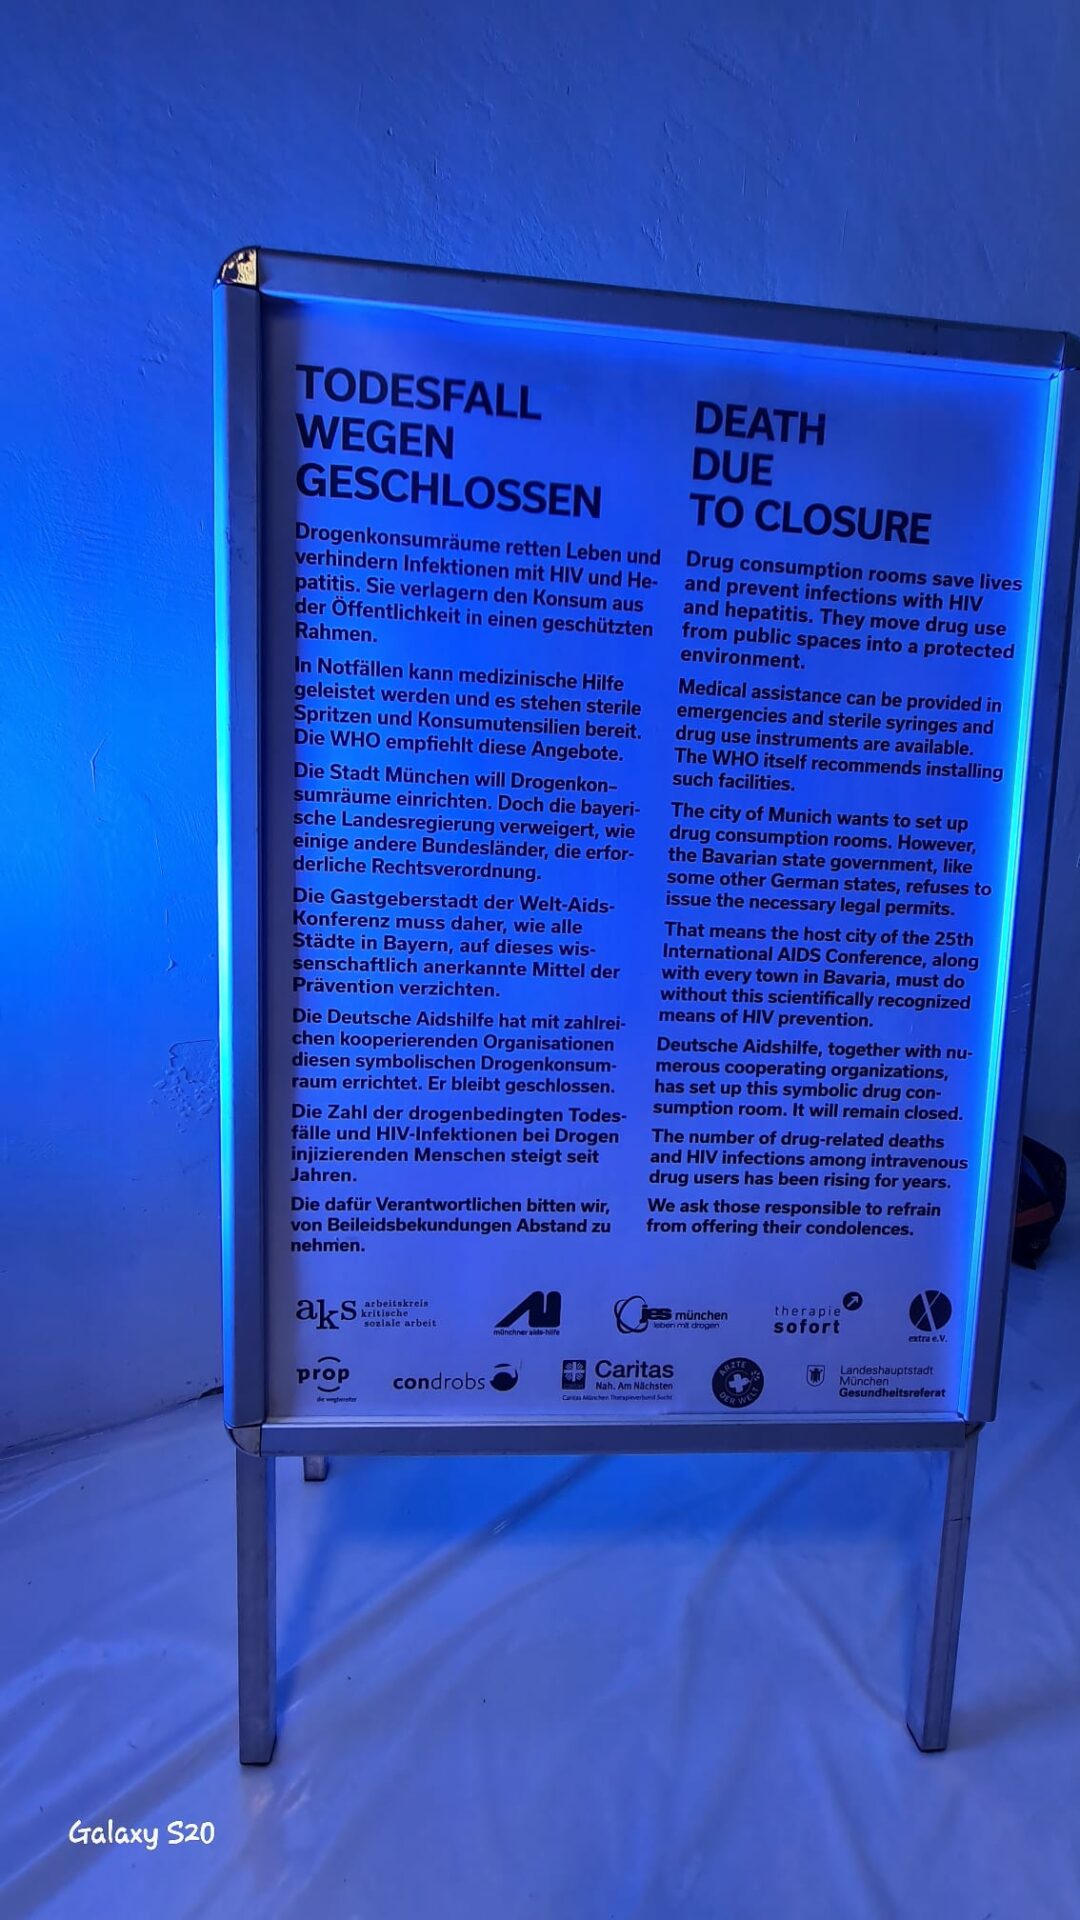 TODESFALL
WEGEN
GESCHLOSSEN
Drogenkonsumräume retten Leben und
verhindern Infektionen mit HIV und He-
patitis. Sie verlagern den Konsum aus
der Öffentlichkeit in einen geschützten
Rahmen.
In Notfällen kann medizinische Hilfe
geleistet werden und es stehen sterile
Spritzen und Konsumutensilien bereit.
Die WHO empfiehlt diese Angebote.
Die Stadt München will Drogenkon-
sumräume einrichten. Doch die bayeri-
sche Landesregierung verweigert, wie
einige andere Bundesländer, die erfor-
derliche Rechtsverordnung.
Die Gastgeberstadt der Welt-Aids-
Konferenz muss daher, wie alle
Städte in Bayern, auf dieses wis-
senschaftlich anerkannte Mittel der
Prävention verzichten.
Die Deutsche Aidshilfe hat mit zahlrei-
chen kooperierenden Organisationen
diesen symbolischen Drogenkonsum-
raum errichtet. Er bleibt geschlossen.
Die Zahl der drogenbedingten Todes-
fälle und HIV-Infektionen bei Drogen
injizierenden Menschen steigt seit
Jahren.
Die dafür Verantwortlichen bitten wir,
von Beileidsbekundungen Abstand zu
nehmen.
DEATH
DUE
TO CLOSURE
Drug consumption rooms save lives
and prevent infections with HIV
and hepatitis. They move drug use
from public spaces into a protected
environment.
Medical assistance can be provided in
emergencies and sterile syringes and
drug use instruments are available.
The WHO itself recommends installing
such facilities.
The city of Munich wants to set up
drug consumption rooms. However,
the Bavarian state government, like
some other German states, refuses to
issue the necessary legal permits.
That means the host city of the 25th
International AIDS Conference, along
with every town in Bavaria, must do
without this scientifically recognized
means of HIV prevention.
Deutsche Aidshilfe, together with nu-
merous cooperating organizations,
has set up this symbolic drug con-
sumption room. It will remain closed.
The number of drug-related deaths
and HIV infections among intravenous
drug users has been rising for years.
We ask those responsible to refrain
from offering their condolences.
aks arbeitskreis
kritische
soziale arbeit
münchner aids-hilfe
jes münchen
leben mit drogen
therapie
sofort
extra e.V.
prop
die wegbereiter
condrobs
Caritas
Nah. Am Nächsten
Caritas München Therapieverbund Sucht
ÄRZTE
DER WELT
Landeshauptstadt
München
Gesundheitsreferat
Galaxy S20